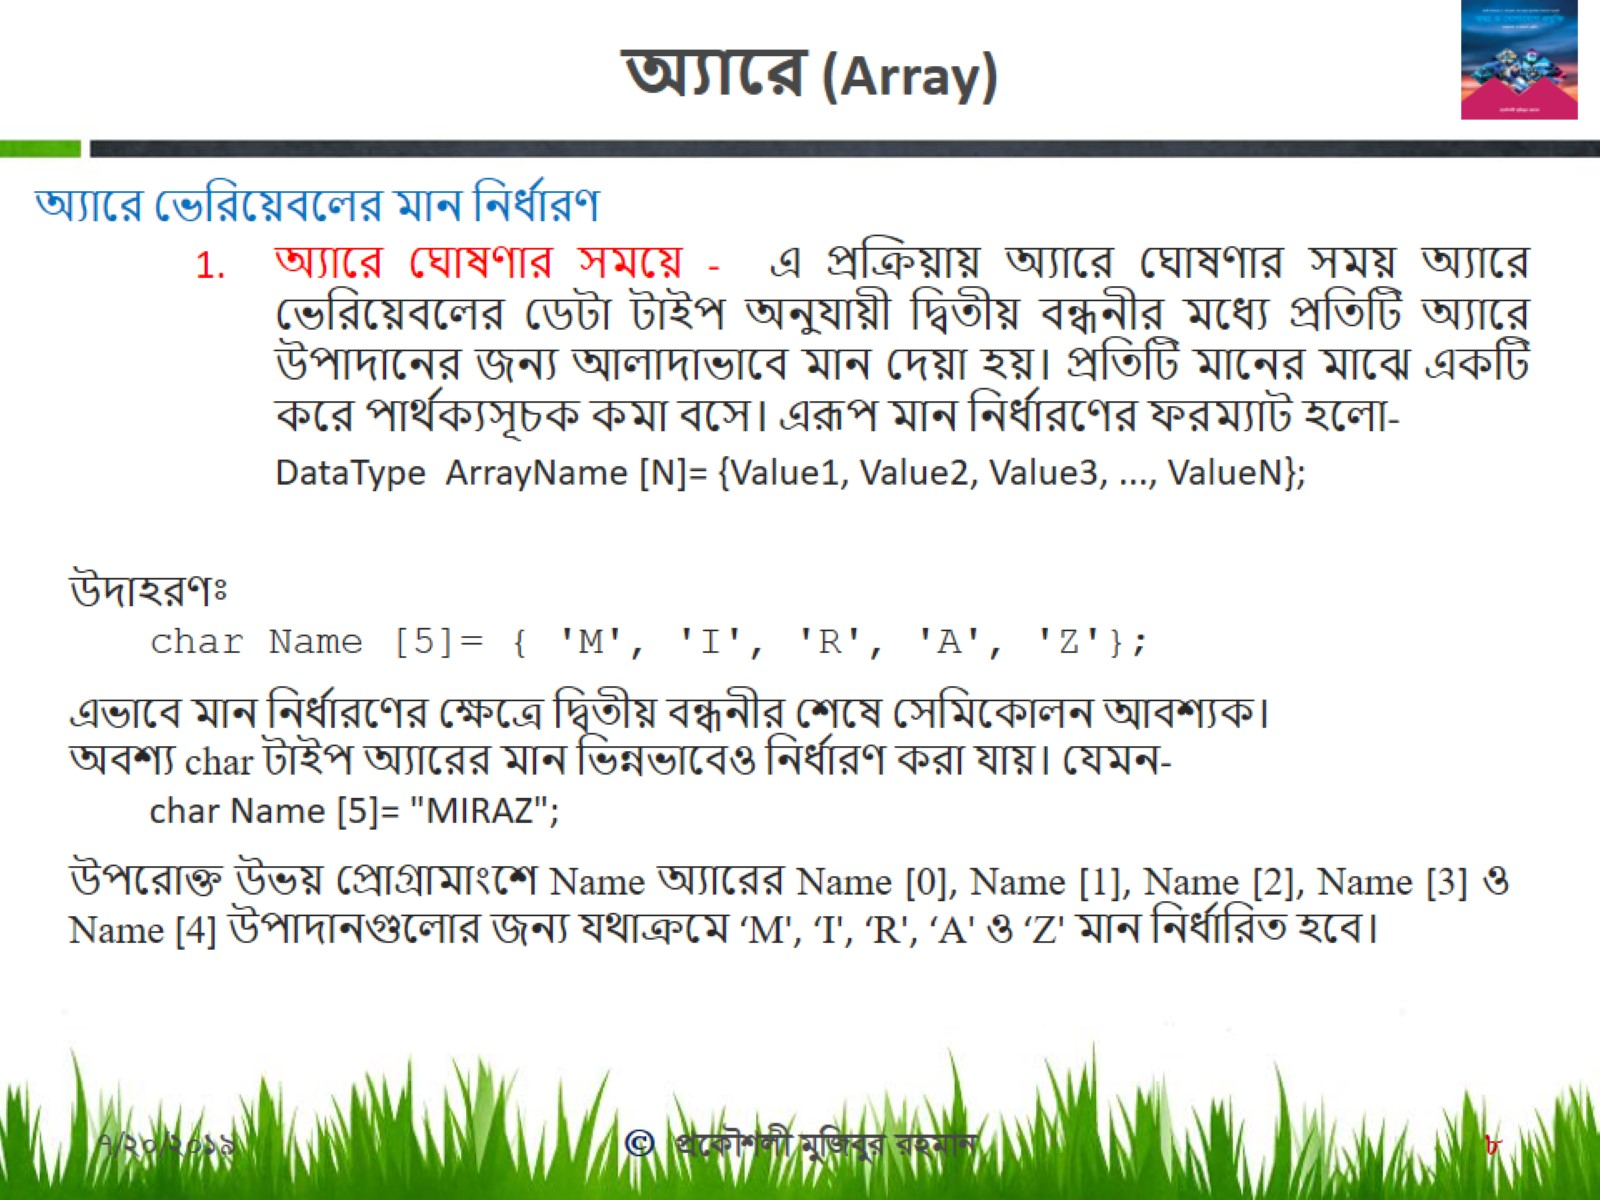 অ্যারে (Array)
অ্যারে ভেরিয়েবলের মান নির্ধারণ
1. অ্যারে ঘোষণার সময়ে - এ প্রক্রিয়ায় অ্যারে ঘোষণার সময় অ্যারে
ভেরিয়েবলের ডেটা টাইপ অনুযায়ী দ্বিতীয় বন্ধনীর মধ্যে প্রতিটি অ্যারে
উপাদানের জন্য আলাদাভাবে মান দেয়া হয়। প্রতিটি মানের মাঝে একটি
করে পার্থক্যসূচক কমা বসে। এরূপ মান নির্ধারণের ফরম্যাট হলো-
DataType ArrayName [N]= {Value1, Value2, Value3, ..., ValueN};
উদাহরণঃ
char Name [5]= { 'M', 'I', 'R', 'A', 'Z'};
এভাবে মান নির্ধারণের ক্ষেত্রে দ্বিতীয় বন্ধনীর শেষে সেমিকোলন আবশ্যক।
অবশ্য char টাইপ অ্যারের মান ভিন্নভাবেও নির্ধারণ করা যায়। যেমন-
char Name [5]= "MIRAZ";
উপরোক্ত উভয় প্রোগ্রামাংশে Name অ্যারের Name [0], Name [1], Name [2], Name [3] ও
Name [4] উপাদানগুলোর জন্য যথাক্রমে ‘M', ‘I', ‘R', ‘A' ও ‘Z' মান নির্ধারিত হবে।
৭/২০/২০১৯
© প্রকৌশলী মুজিবুর রহমান
৮